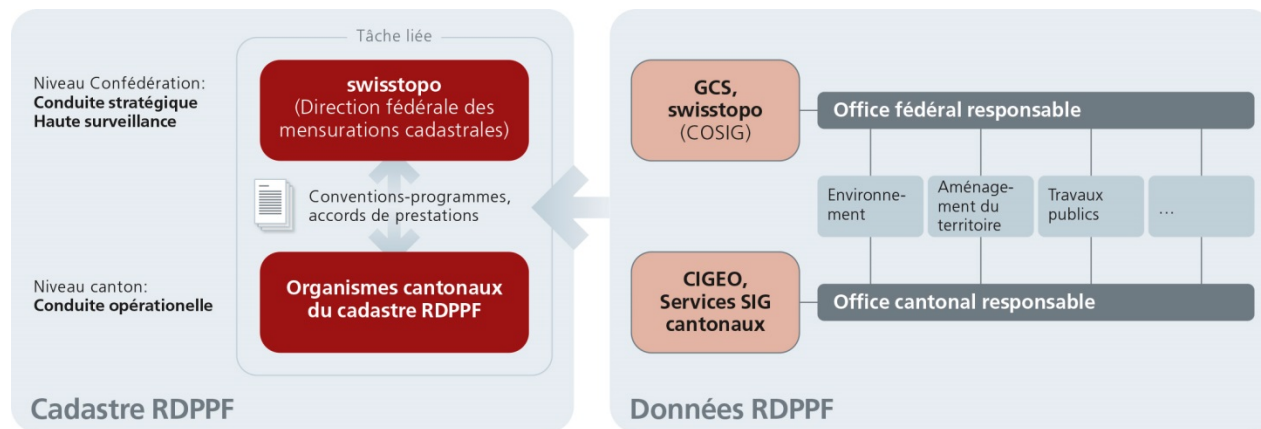 Tâche liée
Niveau Confédération:
Conduite stratégique
Haute surveillance
swisstopo
(Direction fédérale des
mensurations cadastrales)
Conventions-programmes,
accords de prestations
Niveau canton:
Conduite opérationelle
Organismes cantonaux
du cadastre RDPPF
Cadastre RDPPF
GCS,
swisstopo
(COSIG)
Office fédéral responsable
Environne-
ment
Aménage-
ment du
territoire
Travaux
publics
...
CIGEO,
Services SIG
cantonaux
Office cantonal responsable
Données RDPPF